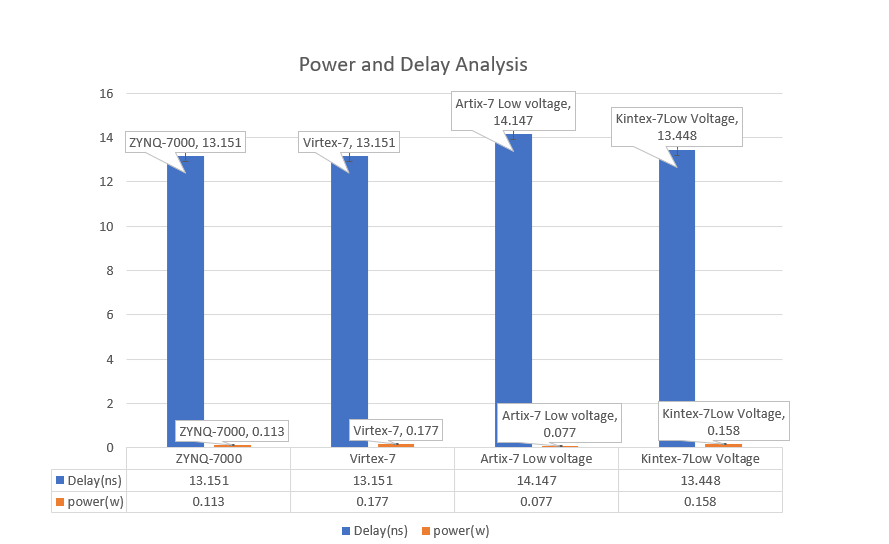 Power and Delay Analysis
16
14
12
10
8
6
4
2
0
ZYNQ-7000, 13.151
Virtex-7, 13.151
Artix-7 Low voltage,
14.147
Kintex-7Low Voltage,
13.448
ZYNQ-7000, 0.113
Virtex-7, 0.177
Artix-7 Low voltage,
0.077
Kintex-7Low Voltage,
0.158
ZYNQ-7000 Virtex-7 Artix-7 Low voltage Kintex-7Low Voltage
Delay(ns) 13.151 13.151 14.147 13.448
power(w) 0.113 0.177 0.077 0.158
Delay(ns) power(w)